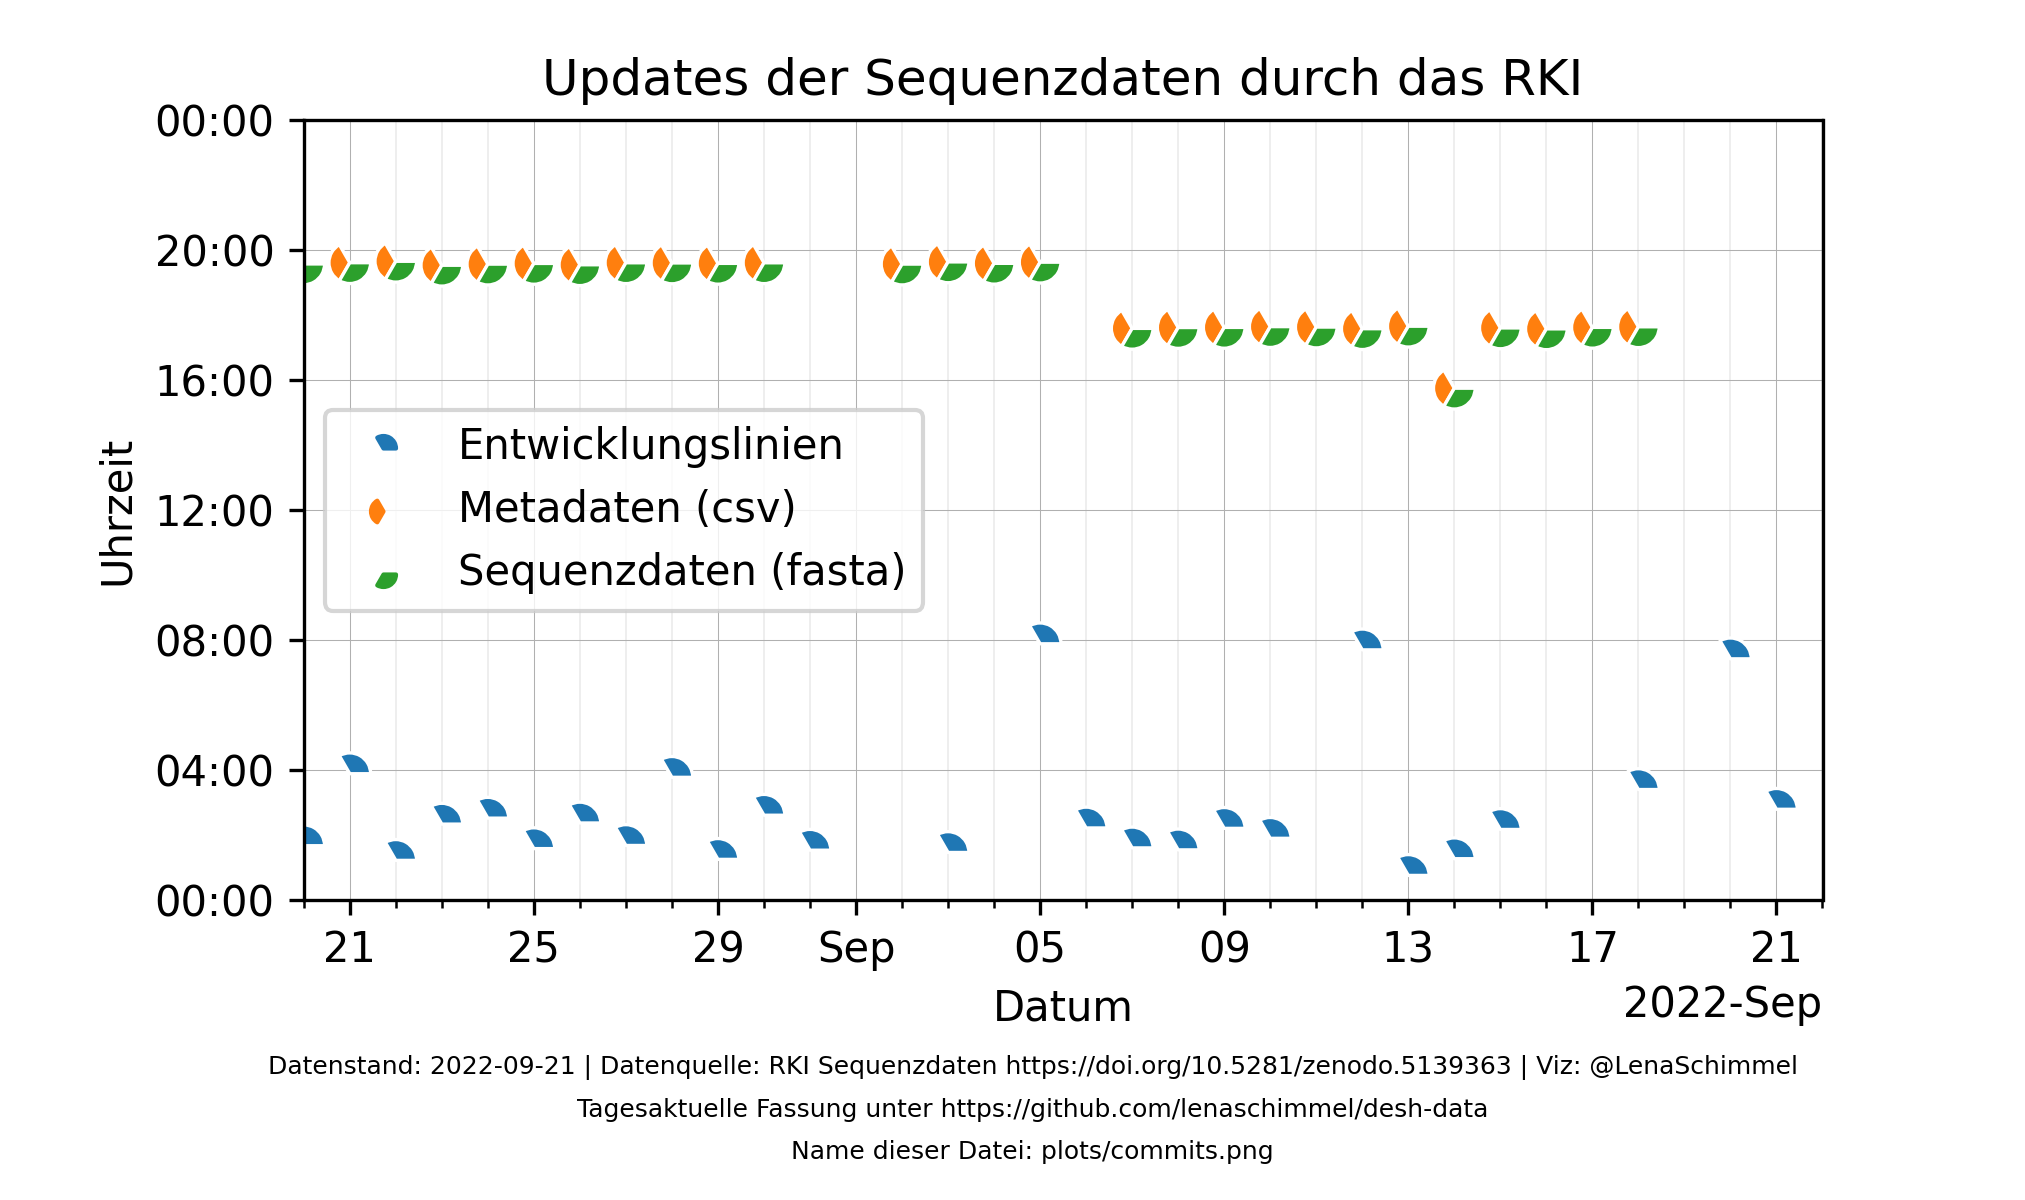 Updates der Sequenzdaten durch das RKI
00:00
20:00
16:00
12:00
08:00
04:00
00:00
Uhrzeit
Entwicklungslinien
Metadaten (csv)
Sequenzdaten (fasta)
21 25 29 Sep 05 09 13 17 21
Datum
2022-Sep
Datenstand: 2022-09-21 | Datenquelle: RKI Sequenzdaten https://doi.org/10.5281/zenodo.5139363 | Viz: @LenaSchimmel
Tagesaktuelle Fassung unter https://github.com/lenaschimmel/desh-data
Name dieser Datei: plots/commits.png